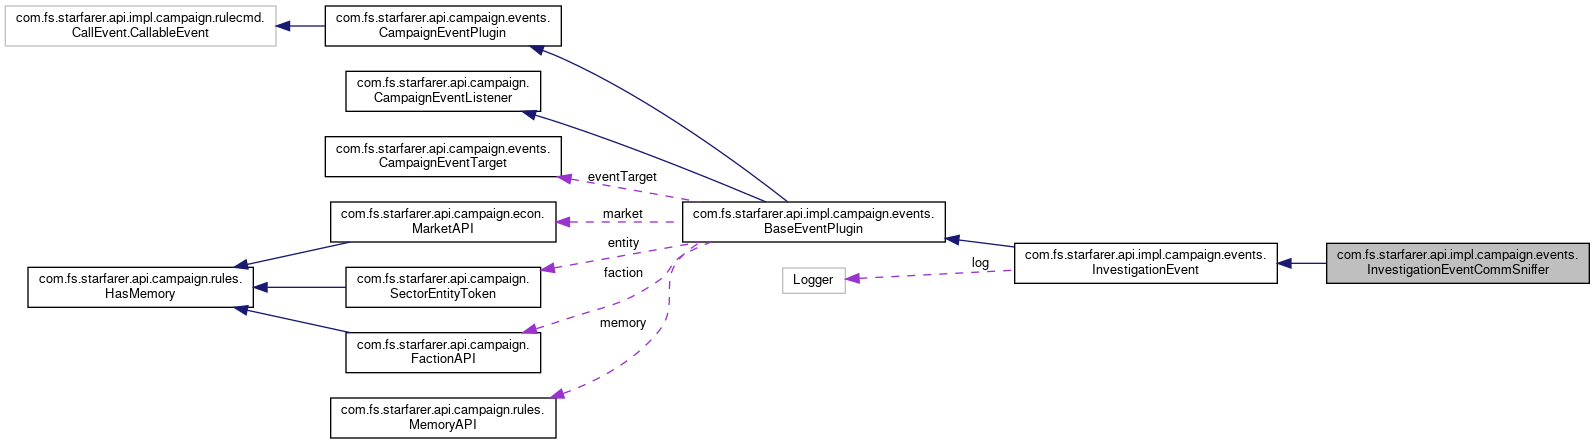 com.fs.starfarer.api.impl.campaign.rulecmd.
CallEvent.CallableEvent
com.fs.starfarer.api.campaign.events.
CampaignEventPlugin
com.fs.starfarer.api.campaign.
CampaignEventListener
com.fs.starfarer.api.campaign.events.
CampaignEventTarget
eventTarget
com.fs.starfarer.api.campaign.econ.
MarketAPI
market
com.fs.starfarer.api.impl.campaign.events.
BaseEventPlugin
entity
com.fs.starfarer.api.campaign.rules.
HasMemory
com.fs.starfarer.api.campaign.
SectorEntityToken
faction
Logger
log
com.fs.starfarer.api.impl.campaign.events.
InvestigationEvent
com.fs.starfarer.api.impl.campaign.events.
InvestigationEventCommSniffer
memory
com.fs.starfarer.api.campaign.
FactionAPI
com.fs.starfarer.api.campaign.rules.
MemoryAPI